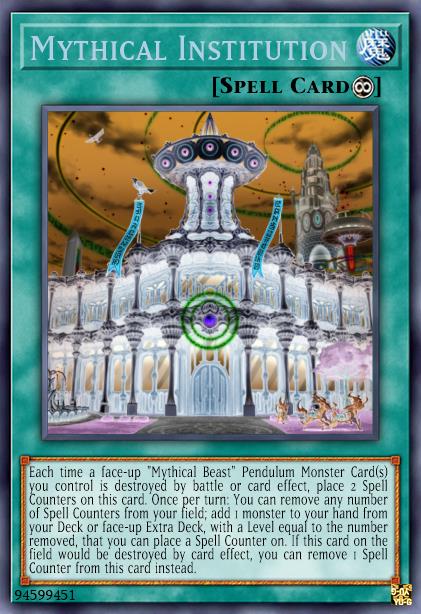 MYTHICAL INSTITUTION
魔
[SPELL CARD]
Each time a face-up "Mythical Beast" Pendulum Monster Card(s)
you control is destroyed by battle or card effect, place 2 Spell
Counters on this card. Once per turn: You can remove any number
of Spell Counters from your field; add 1 monster to your hand from
your Deck or face-up Extra Deck, with a Level equal to the number
removed, that you can place a Spell Counter on. If this card on the
field would be destroyed by card effect, you can remove 1 Spell
Counter from this card instead.
94599451